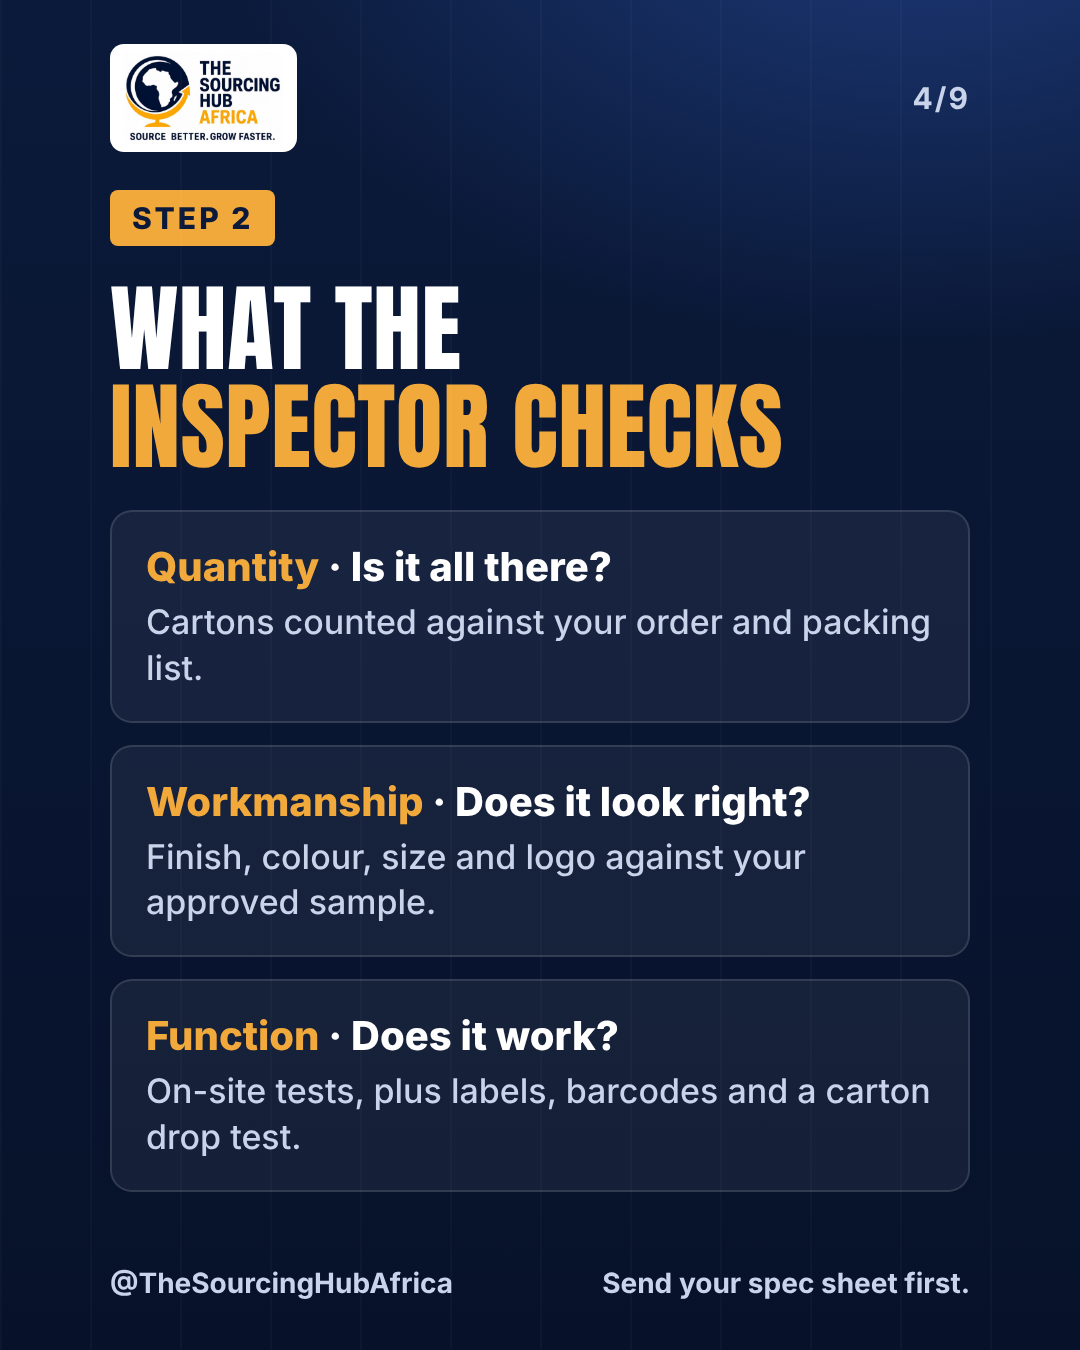 THE
SOURCING
HUB
AFRICA
SOURCE BETTER. GROW FASTER.
4/9
STEP 2
WHAT THE
INSPECTOR CHECKS
Quantity · Is it all there?
Cartons counted against your order and packing
list.
Workmanship · Does it look right?
Finish, colour, size and logo against your
approved sample.
Function · Does it work?
On-site tests, plus labels, barcodes and a carton
drop test.
@TheSourcingHubAfrica
Send your spec sheet first.